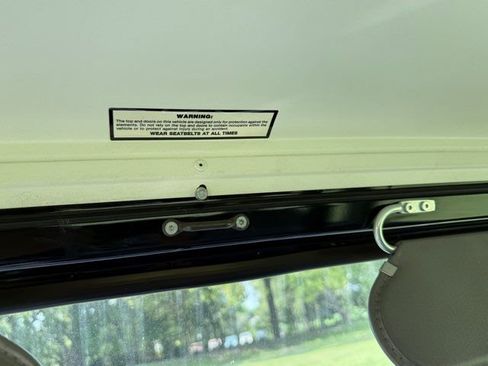 WARNING:
The top and doors on this vehicle are designed only for protection against the
elements. Do not rely on the top and doors to contain occupants within the
vehicle or to protect against injury during an accident.
WEAR SEATBELTS AT ALL TIMES